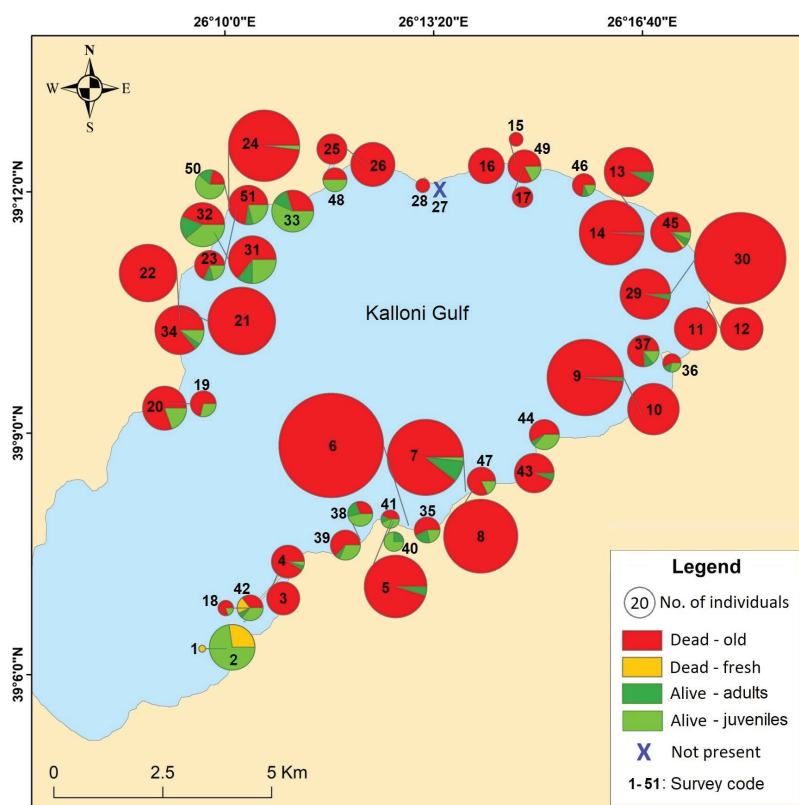 26°10'0"E 26°13'20"E 26°16'40"E
N
W E
S
39°12'0"N
39°9'0"N
39°6'0"N
24
25
26
15
49
50
48
28
27
X
16
17
46
13
51
32
33
14
45
30
23
31
22
29
21
34
11
12
Kalloni Gulf
37
36
9
10
19
20
44
6
7
47
43
8
41
38
35
39
40
5
4
3
18
42
1
2
Legend
20 No. of individuals
Dead - old
Dead - fresh
Alive - adults
Alive - juveniles
X Not present
1-51: Survey code
0 2.5 5 Km